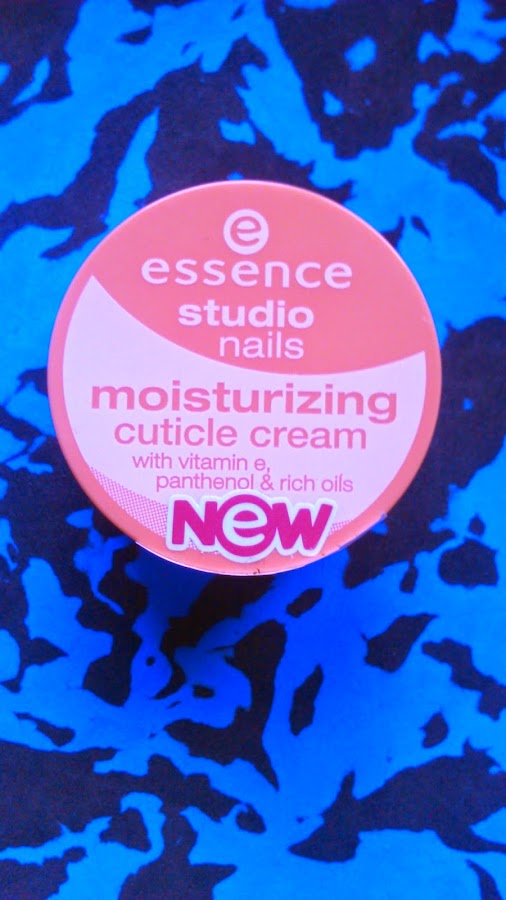 e
essence
studio
nails
moisturizing
cuticle cream
with vitamin e,
panthenol & rich oils
NeW